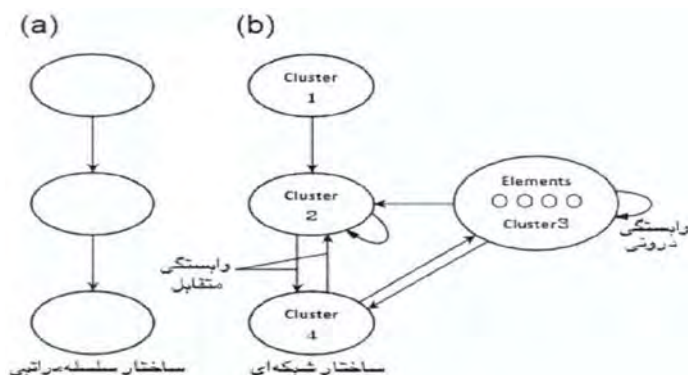 (a)
(b)
Cluster
1
Cluster
2
Elements
Cluster3
وابستگی
درونی
وابستگی
متقابل
Cluster
4
ساختار سلسله‌مراتبی
ساختار شبکه‌ای